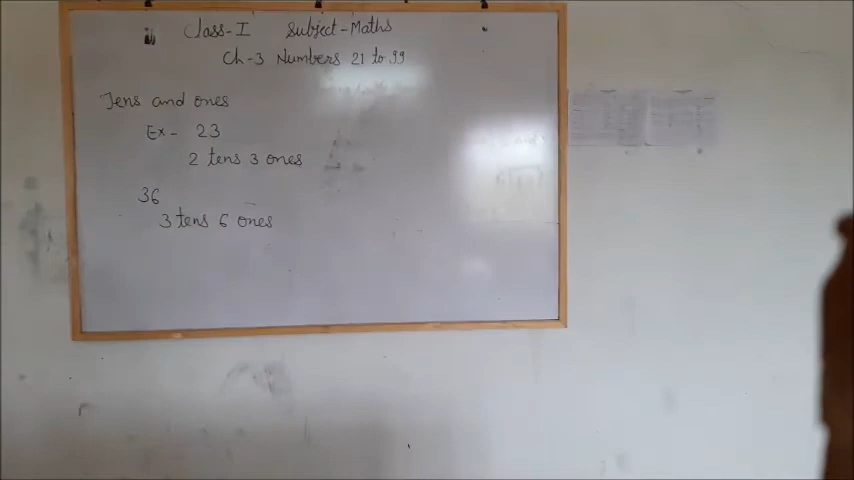 Class-I Subject-Maths
Ch-3 Numbers 21 to 99
Tens and ones
Ex- 23
2 tens 3 ones
36
3 tens 6 ones